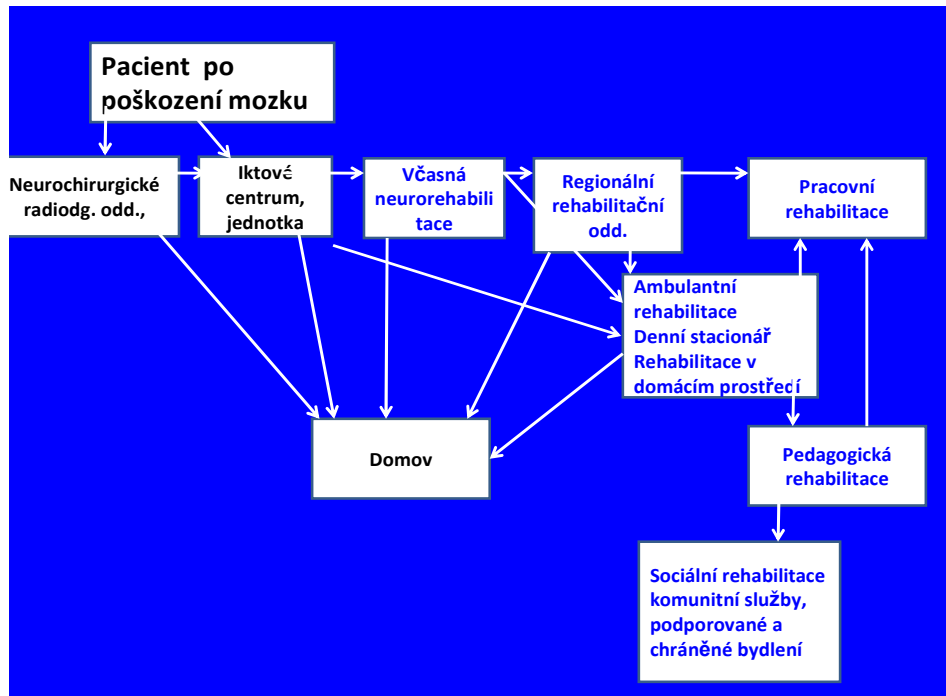 Pacient po
poškození mozku
Neurochirurgické
radiodg. odd.,
Iktové
centrum,
jednotka
Včasná
neurorehabili
tace
Regionální
rehabilitační
odd.
Pracovní
rehabilitace
Ambulantní
rehabilitace
Denní stacionář
Rehabilitace v
domácím prostředí
Domov
Pedagogická
rehabilitace
Sociální rehabilitace
komunitní služby,
podporované a
chráněné bydlení